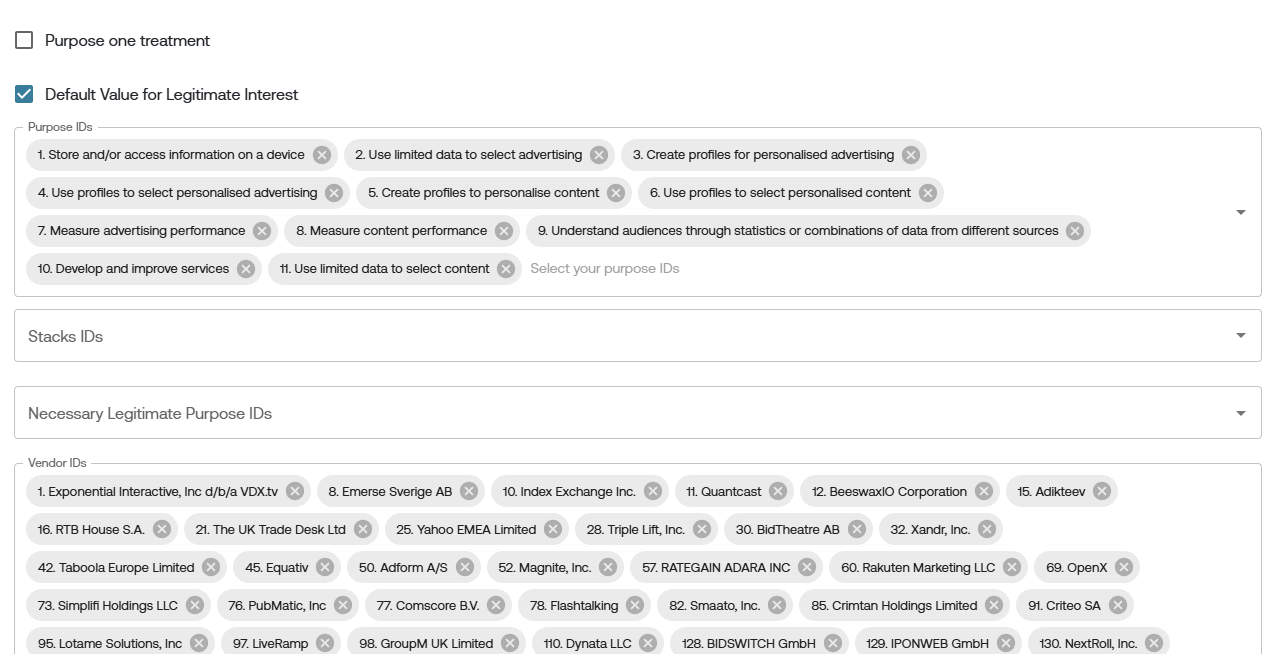 Purpose one treatment
Default Value for Legitimate Interest
Purpose IDs
1. Store and/or access information on a device 2. Use limited data to select advertising 3. Create profiles for personalised advertising
4. Use profiles to select personalised advertising 5. Create profiles to personalise content 6. Use profiles to select personalised content
7. Measure advertising performance 8. Measure content performance 9. Understand audiences through statistics or combinations of data from different sources
10. Develop and improve services 11. Use limited data to select content Select your purpose IDs
Stacks IDs
Necessary Legitimate Purpose IDs
Vendor IDs
1. Exponential Interactive, Inc d/b/a VDX.tv 8. Emerse Sverige AB 10. Index Exchange Inc. 11. Quantcast 12. BeeswaxIO Corporation 15. Adikteev
16. RTB House S.A. 21. The UK Trade Desk Ltd 25. Yahoo EMEA Limited 28. Triple Lift, Inc. 30. BidTheatre AB 32. Xandr, Inc.
42. Taboola Europe Limited 45. Equativ 50. Adform A/S 52. Magnite, Inc. 57. RATEGAIN ADARA INC 60. Rakuten Marketing LLC 69. OpenX
73. Simplifi Holdings LLC 76. PubMatic, Inc 77. Comscore B.V. 78. Flashtalking 82. Smaato, Inc. 85. Crimtan Holdings Limited 91. Criteo SA
95. Lotame Solutions, Inc 97. LiveRamp 98. GroupM UK Limited 110. Dynata LLC 128. BIDSWITCH GmbH 129. IPONWEB GmbH 130. NextRoll, Inc.